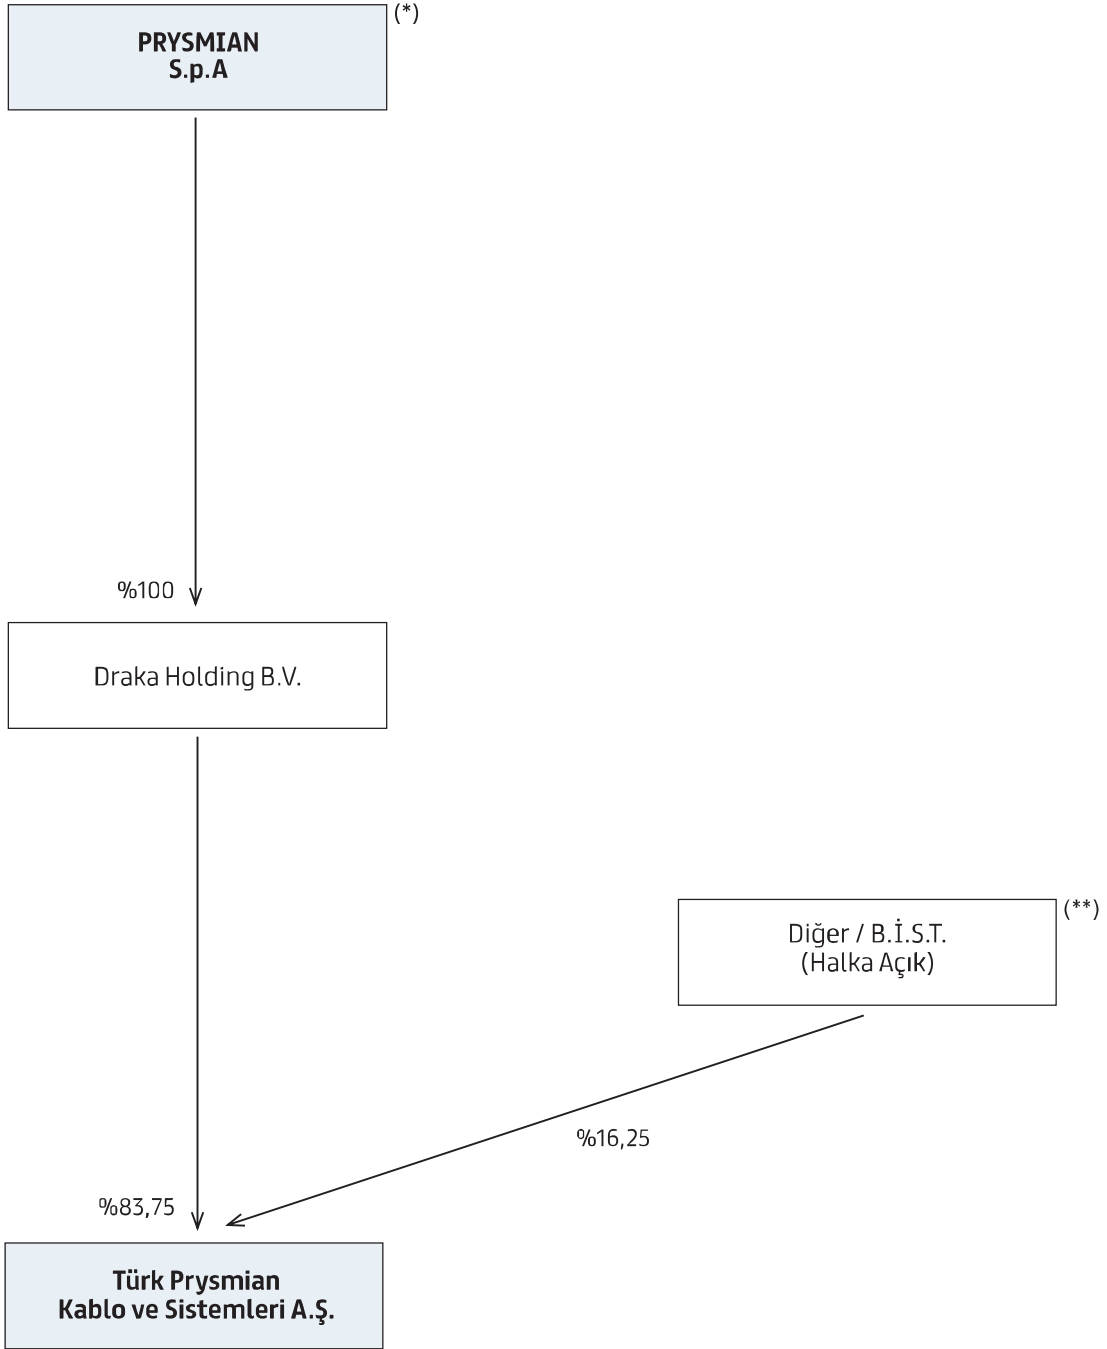 PRYSMIAN
S.p.A
(*)
%100
Draka Holding B.V.
Diğer / B.İ.S.T.
(Halka Açık)
(**)
%16,25
%83,75
Türk Prysmian
Kablo ve Sistemleri A.Ş.